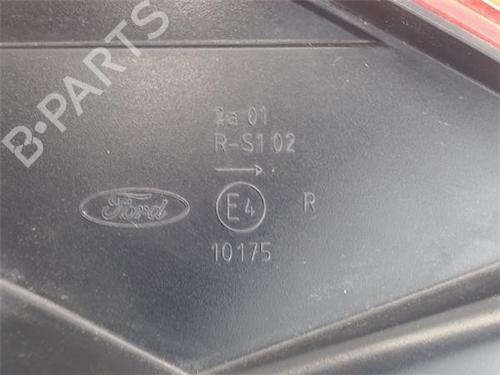 B-PARTS
2a 01
R-S1 02
Ford
E4
R
10175